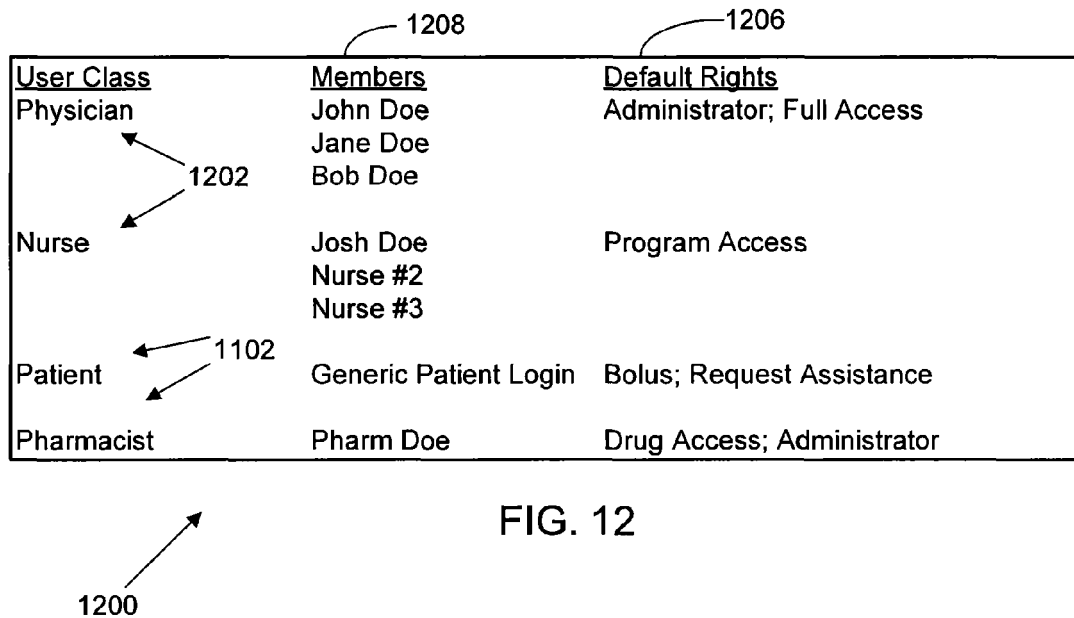 1208 1206
User Class Members Default Rights
Physician John Doe Administrator; Full Access
Jane Doe
1202 Bob Doe
Nurse Josh Doe Program Access
Nurse #2
Nurse #3
1102
Patient Generic Patient Login Bolus; Request Assistance
Pharmacist Pharm Doe Drug Access; Administrator
FIG. 12
1200